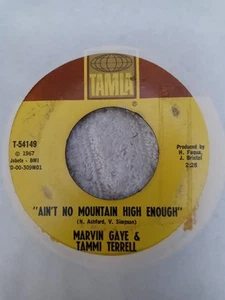 TAMLA
T-54149
℗ 1967
Jobete - BMI
Produced by
H. Fuqua,
J. Bristol
2:28
"AIN'T NO MOUNTAIN HIGH ENOUGH"
(N. Ashford, V. Simpson)
MARVIN GAYE &
TAMMI TERRELL